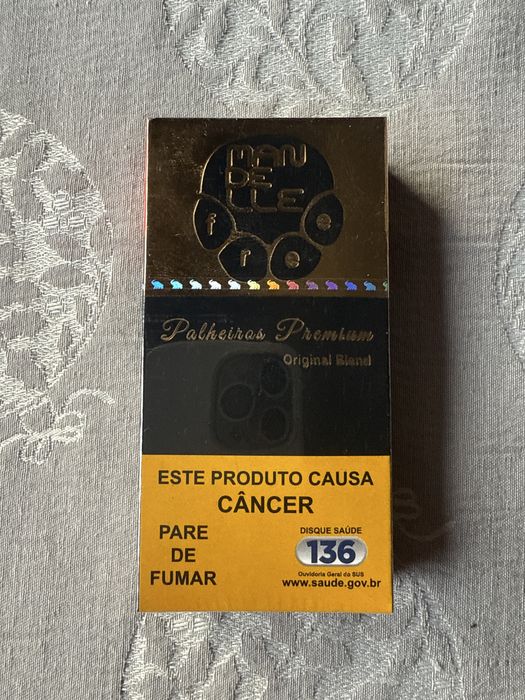 MAN
DE
LLE
free
Palheiros Premium
Original Blend
ESTE PRODUTO CAUSA
CÂNCER
PARE
DE
FUMAR
DISQUE SAÚDE
136
Ouvidoria Geral do SUS
www.saude.gov.br